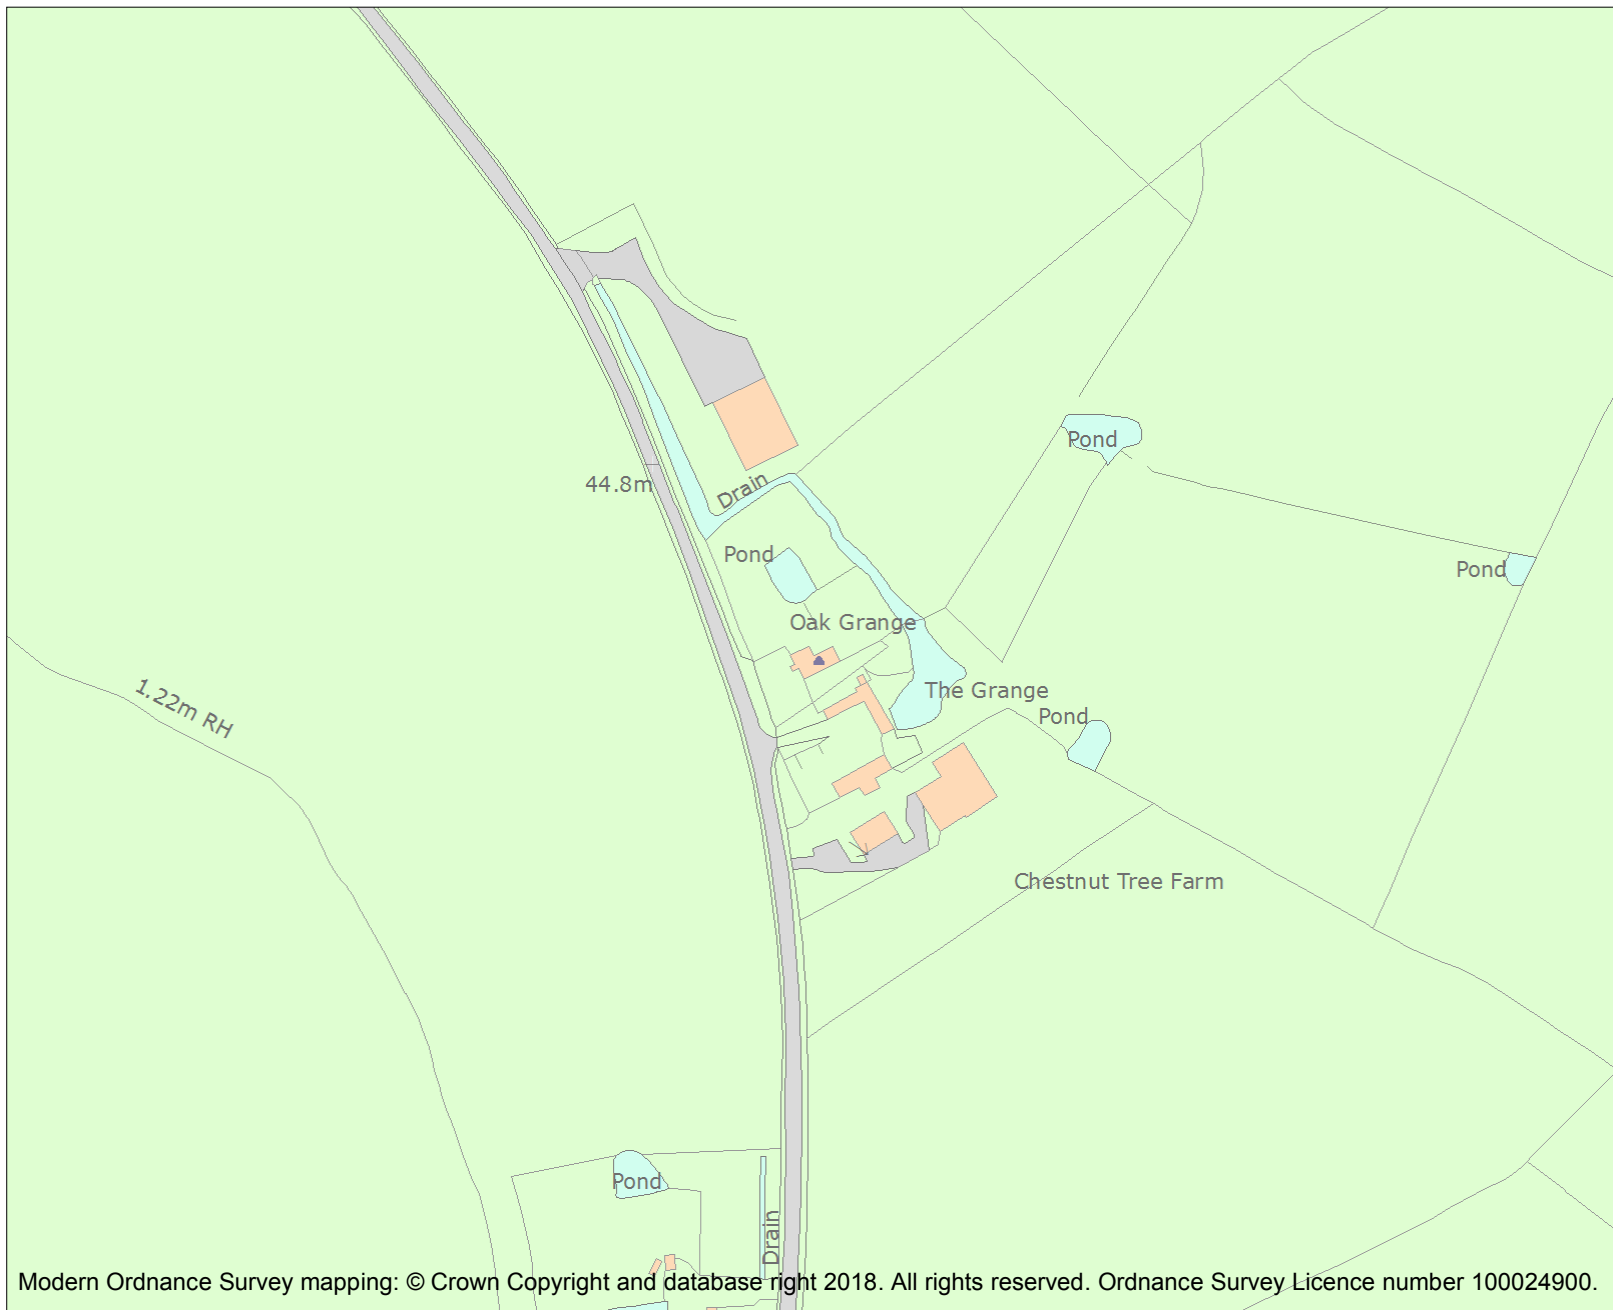 Pond
44.8m
Drain
Pond
Pond
Oak Grange
1.22m RH
The Grange
Pond
Chestnut Tree Farm
Pond
Drain
Modern Ordnance Survey mapping: © Crown Copyright and database right 2018. All rights reserved. Ordnance Survey Licence number 100024900.